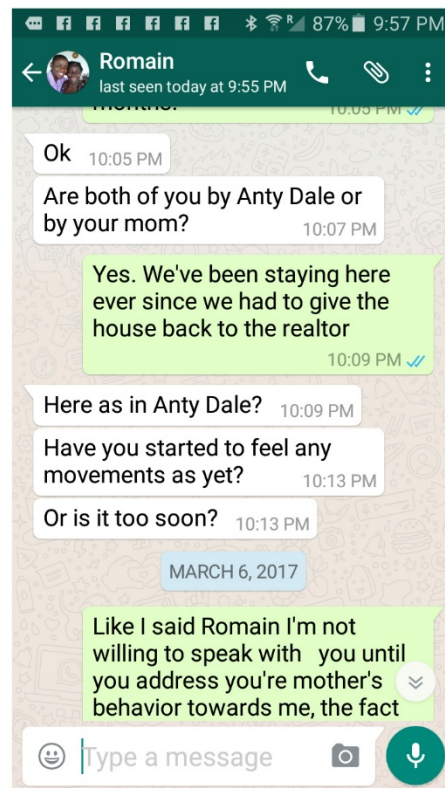 87% 9:57 PM
Romain
last seen today at 9:55 PM
months.
10:05 PM
Ok 10:05 PM
Are both of you by Anty Dale or
by your mom? 10:07 PM
Yes. We've been staying here
ever since we had to give the
house back to the realtor
10:09 PM
Here as in Anty Dale? 10:09 PM
Have you started to feel any
movements as yet? 10:13 PM
Or is it too soon? 10:13 PM
MARCH 6, 2017
Like I said Romain I'm not
willing to speak with you until
you address you're mother's
behavior towards me, the fact
Type a message